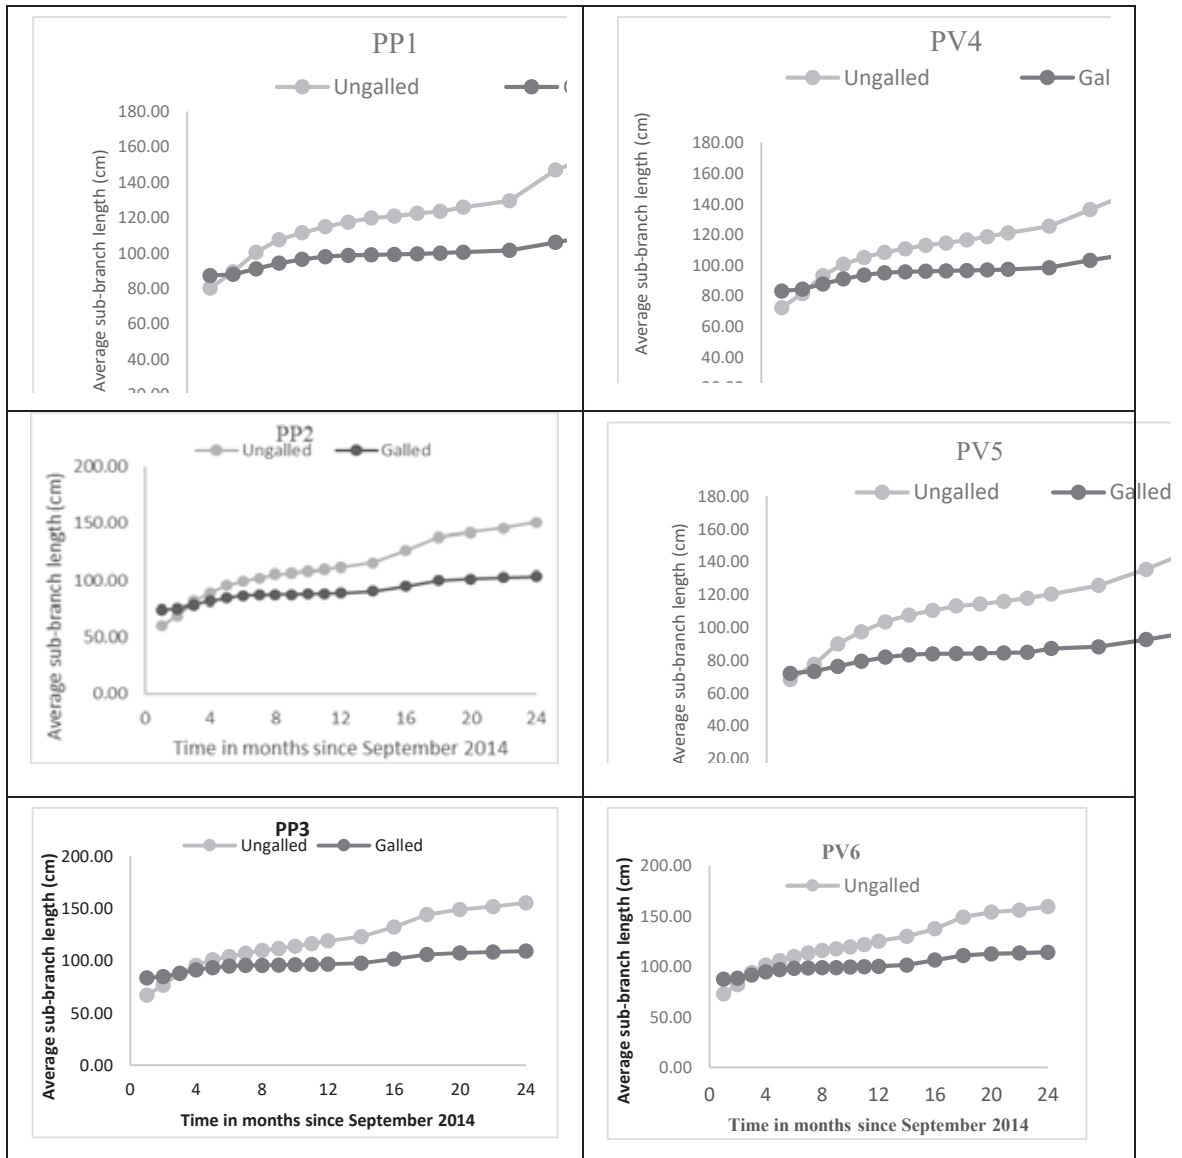 PP1
Ungalled
Average sub-branch length (cm)
180.00
160.00
140.00
120.00
100.00
80.00
60.00
40.00
PV4
Ungalled Gal
Average sub-branch length (cm)
180.00
160.00
140.00
120.00
100.00
80.00
60.00
40.00
PP2
Ungalled Galled
Average sub-branch length (cm)
200.00
150.00
100.00
50.00
0.00
0 4 8 12 16 20 24
Time in months since September 2014
PV5
Ungalled Galled
Average sub-branch length (cm)
180.00
160.00
140.00
120.00
100.00
80.00
60.00
40.00
20.00
PP3
Ungalled Galled
Average sub-branch length (cm)
200.00
150.00
100.00
50.00
0.00
0 4 8 12 16 20 24
Time in months since September 2014
PV6
Ungalled
Average sub-branch length (cm)
200.00
150.00
100.00
50.00
0.00
0 4 8 12 16 20 24
Time in months since September 2014